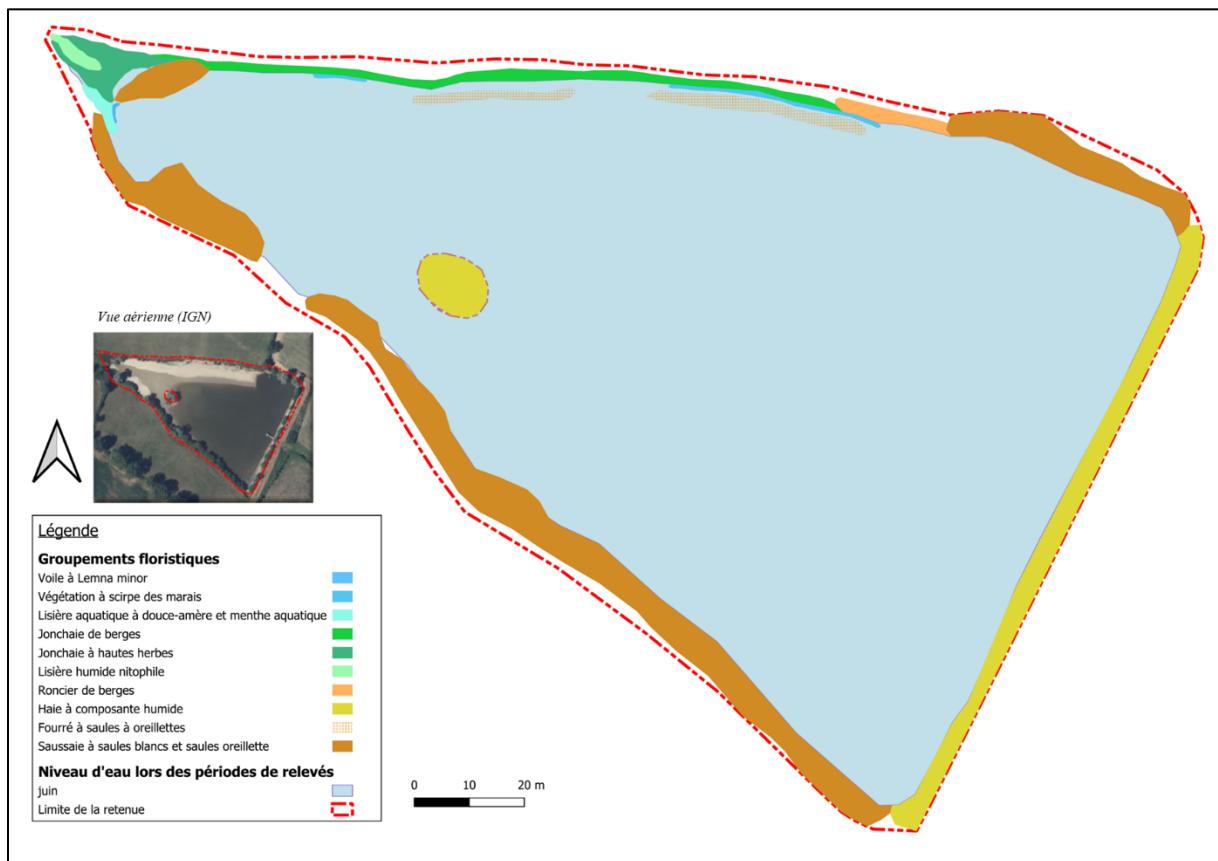 Vue aérienne (IGN)
Légende
Groupements floristiques
Voile à Lemna minor
Végétation à scirpe des marais
Lisière aquatique à douce-amère et menthe aquatique
Jonchaie de berges
Jonchaie à hautes herbes
Lisière humide nitophile
Roncier de berges
Haie à composante humide
Fourré à saules à oreillettes
Saussaie à saules blancs et saules oreillette
Niveau d'eau lors des périodes de relevés
juin
Limite de la retenue
0 10 20 m